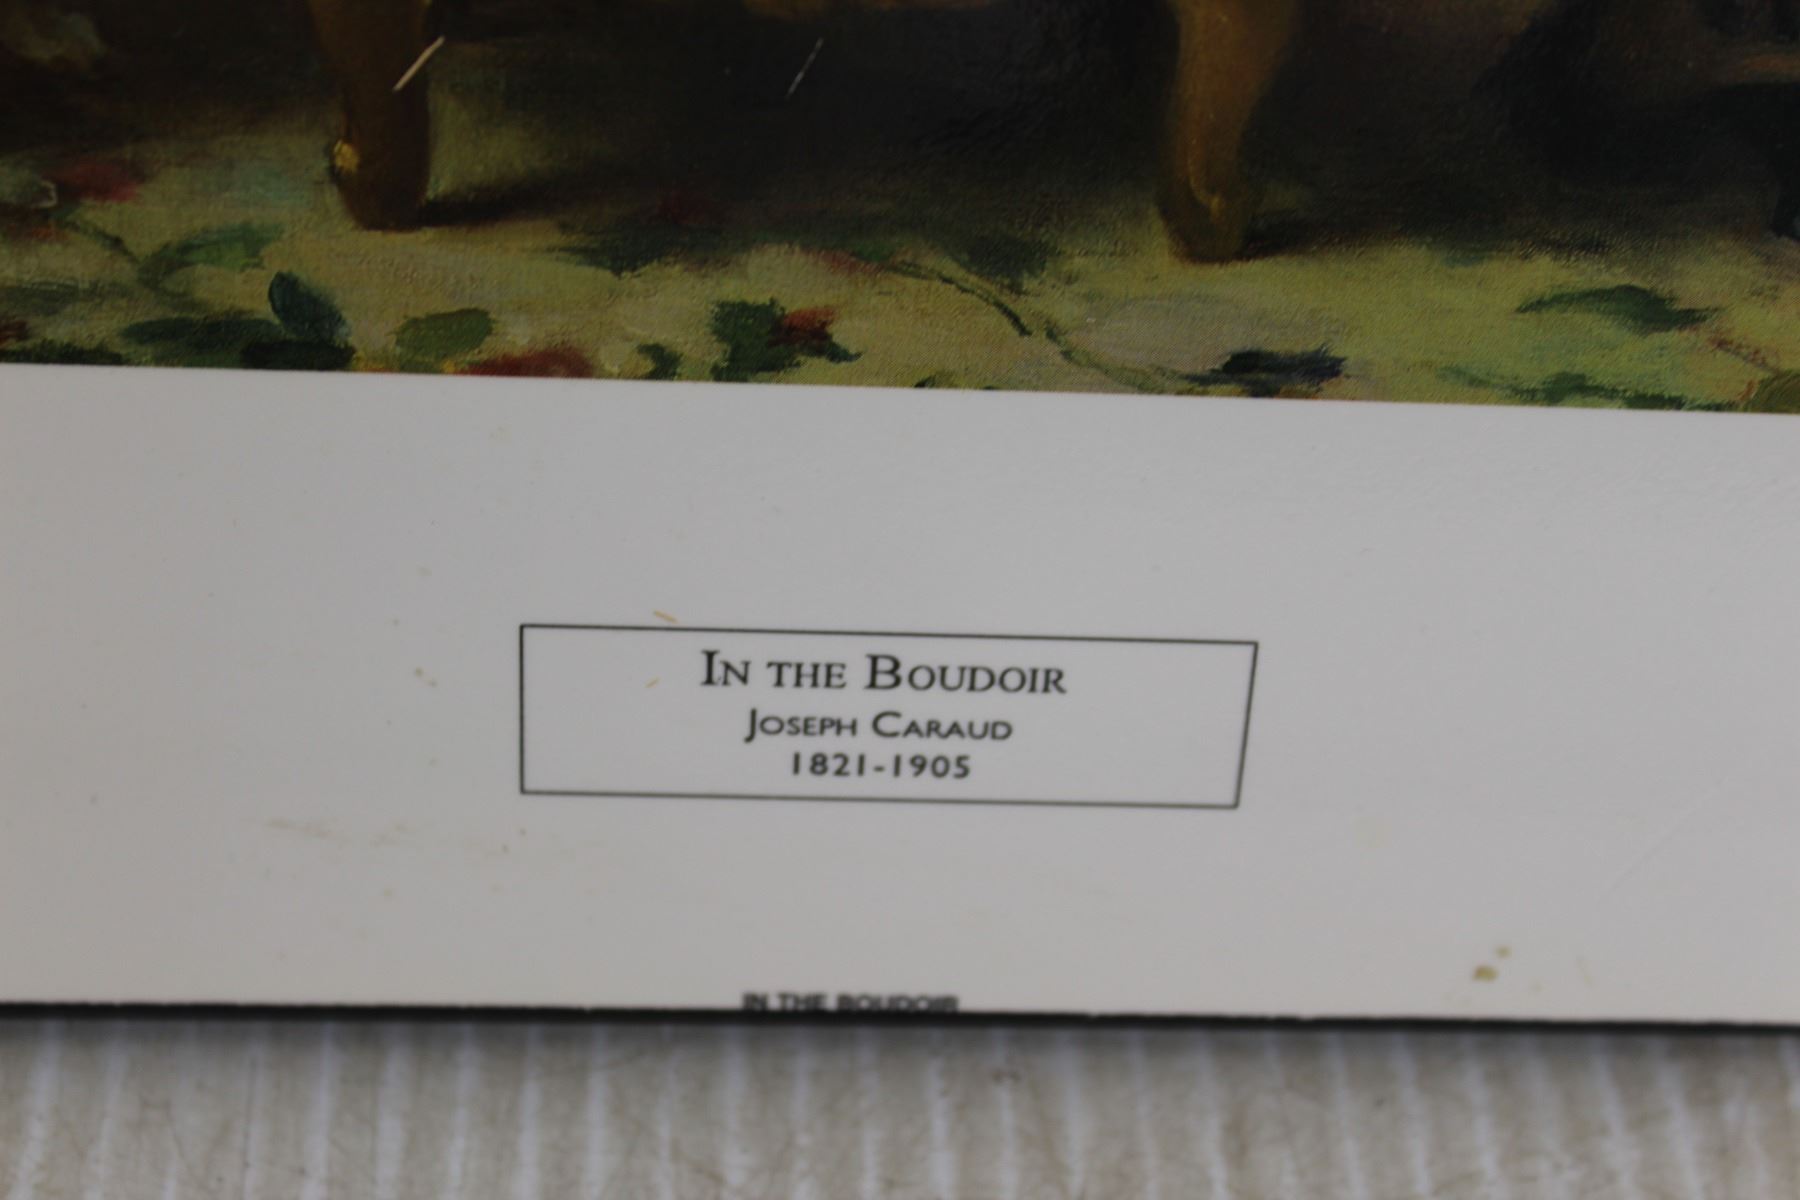 In the Boudoir
Joseph Caraud
1821-1905
IN THE BOUDOIR